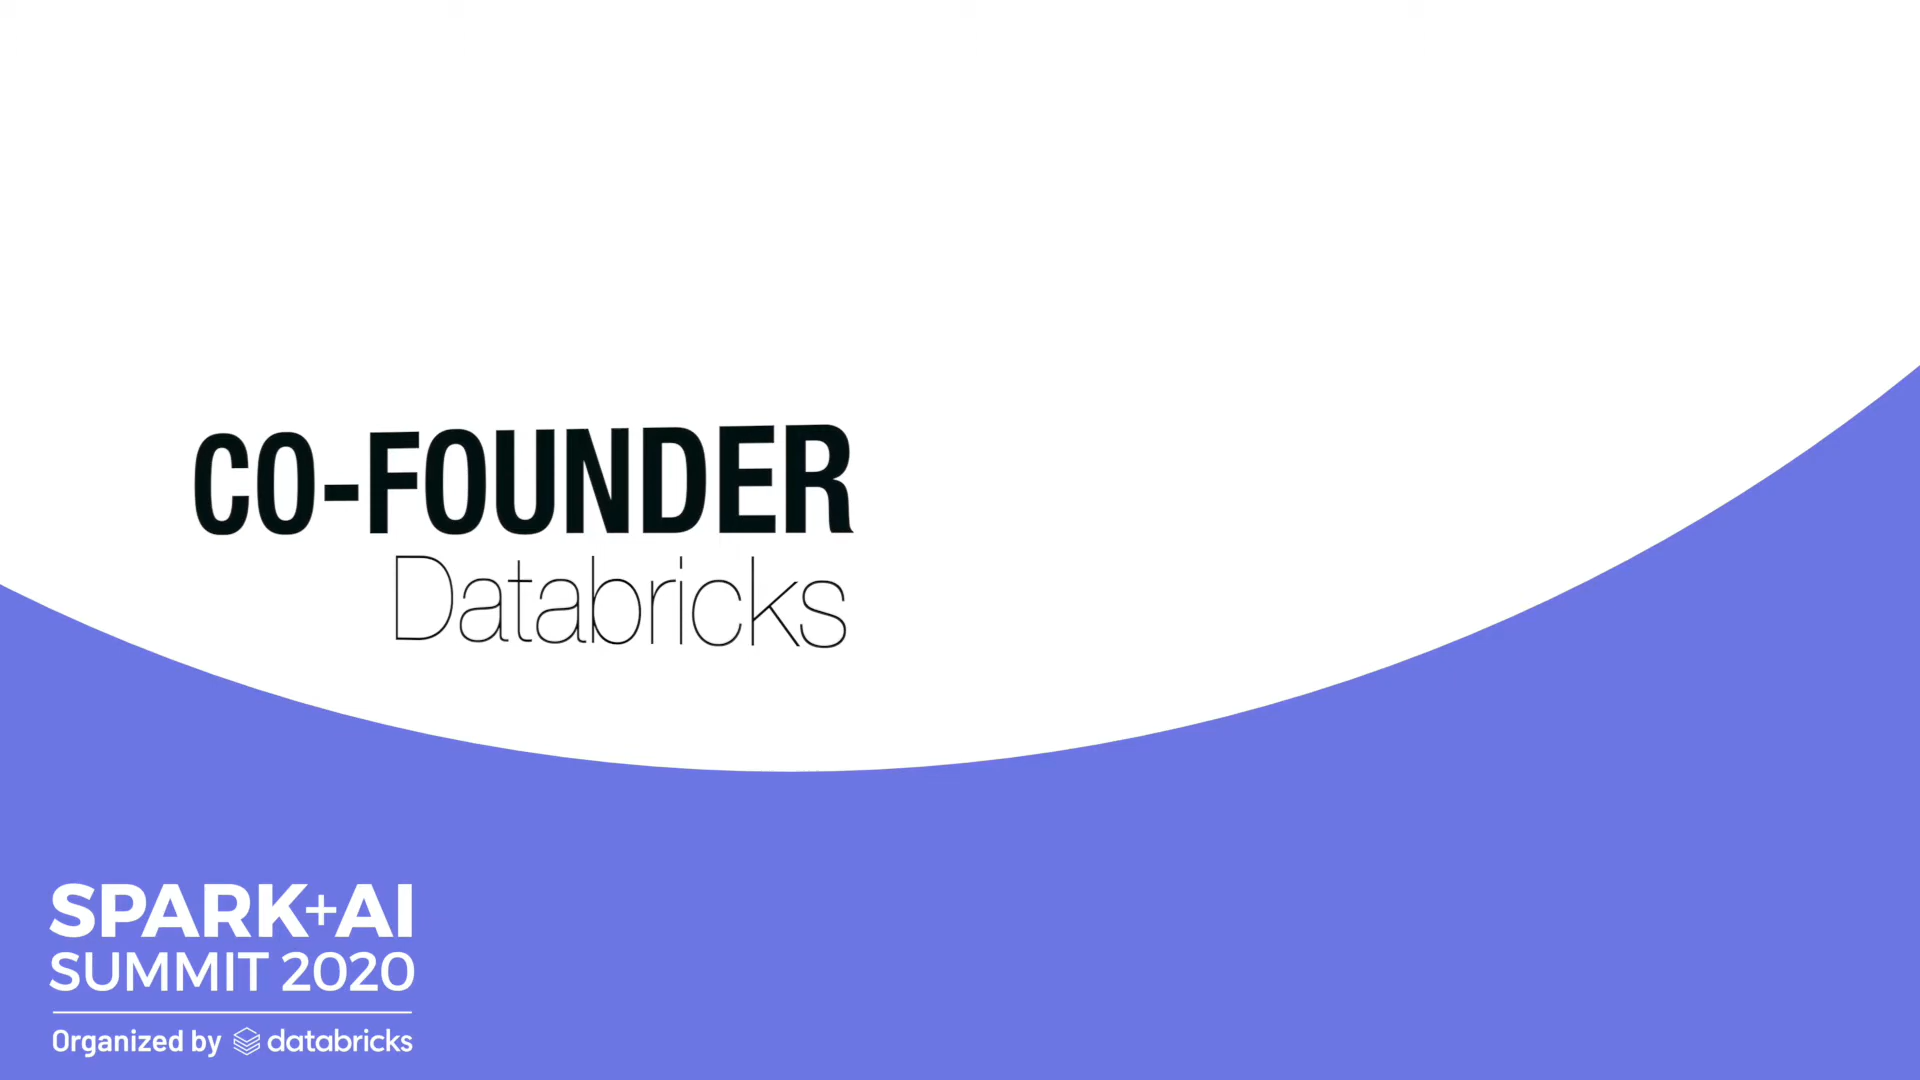 CO-FOUNDER
Databricks
SPARK+AI
SUMMIT 2020
Organized by databricks